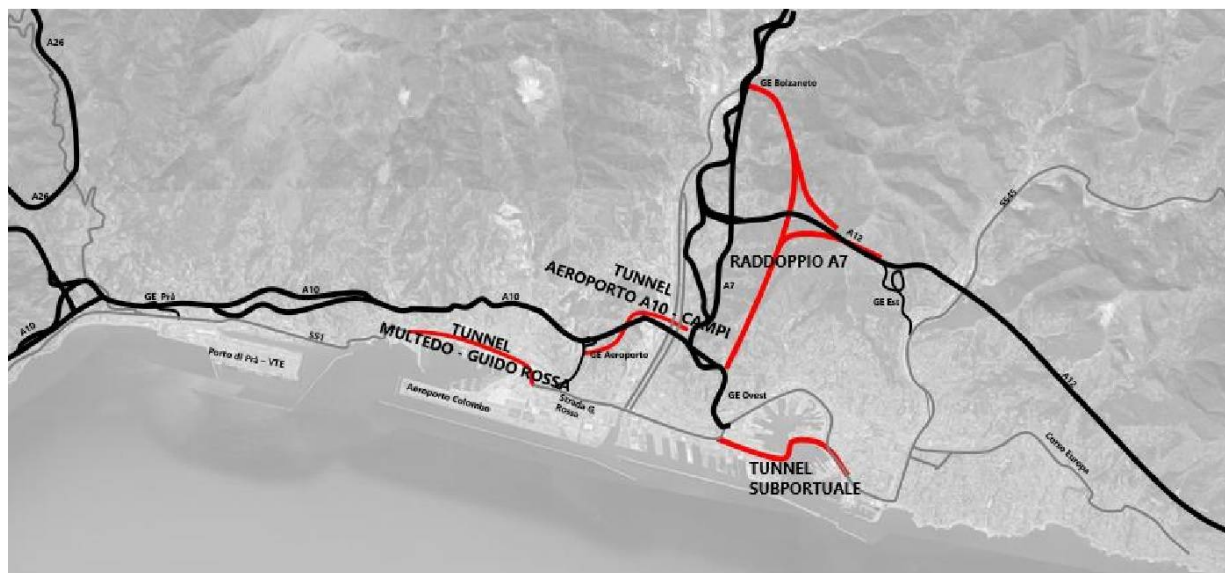 A26
GE Bolzaneto
A26
SS45
A12
RADDOPPIO A7
TUNNEL
AEROPORTO A10 - CAMPI
A7
GE Est
GE Prà
A10
A10
A10
SS1
TUNNEL
MULTEDO - GUIDO ROSSA
GE Aeroporto
Porto di Prà - VTE
Aeroporto Colombo
Strada G.
Rossa
GE Ovest
A12
Corso Europa
TUNNEL
SUBPORTUALE